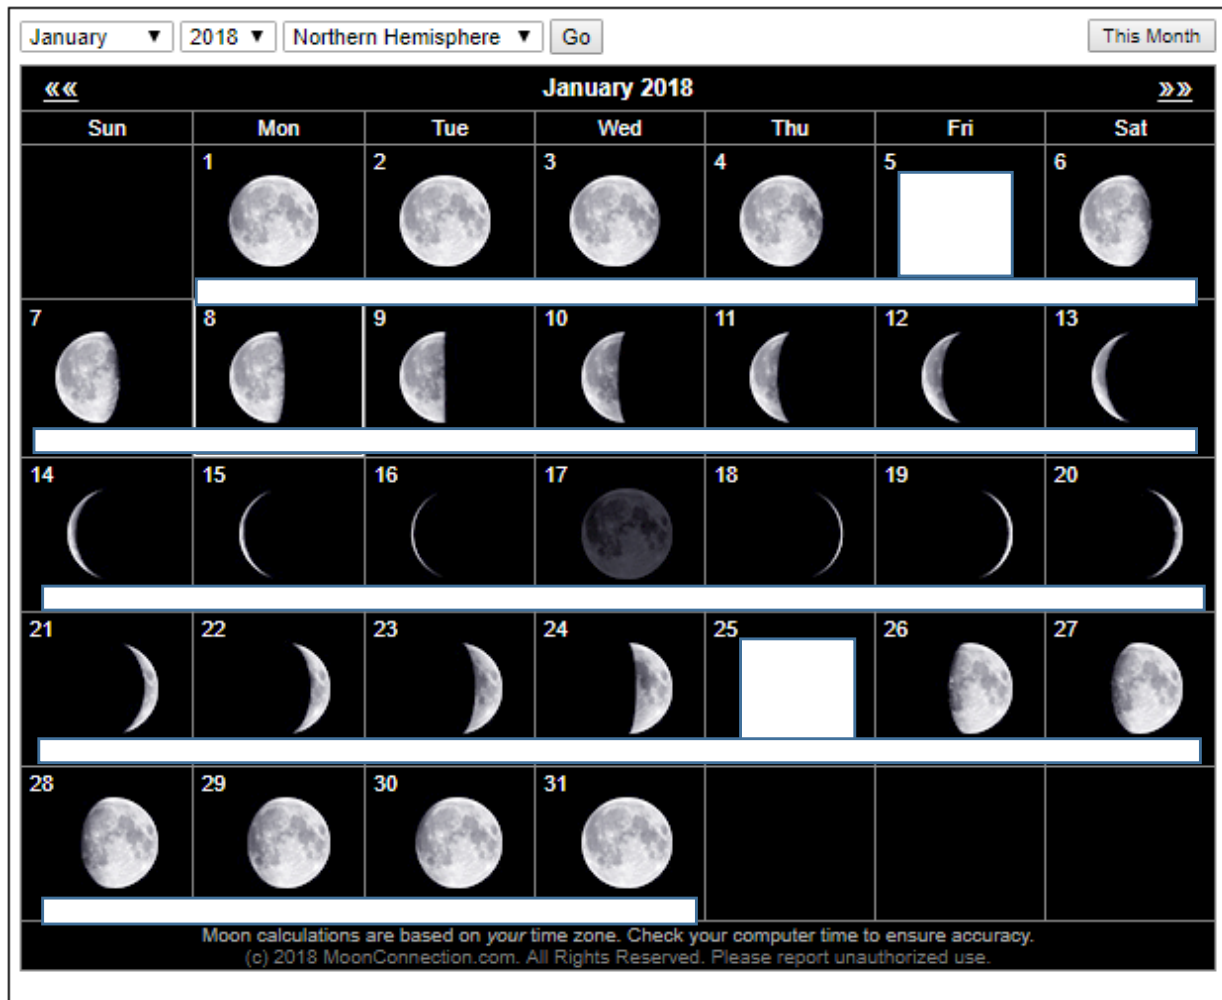 January 2018 Northern Hemisphere Go This Month
«« January 2018 »»
Sun Mon Tue Wed Thu Fri Sat
1 2 3 4 5 6
7 8 9 10 11 12 13
14 15 16 17 18 19 20
21 22 23 24 25 26 27
28 29 30 31
Moon calculations are based on your time zone. Check your computer time to ensure accuracy.
(c) 2018 MoonConnection.com. All Rights Reserved. Please report unauthorized use.